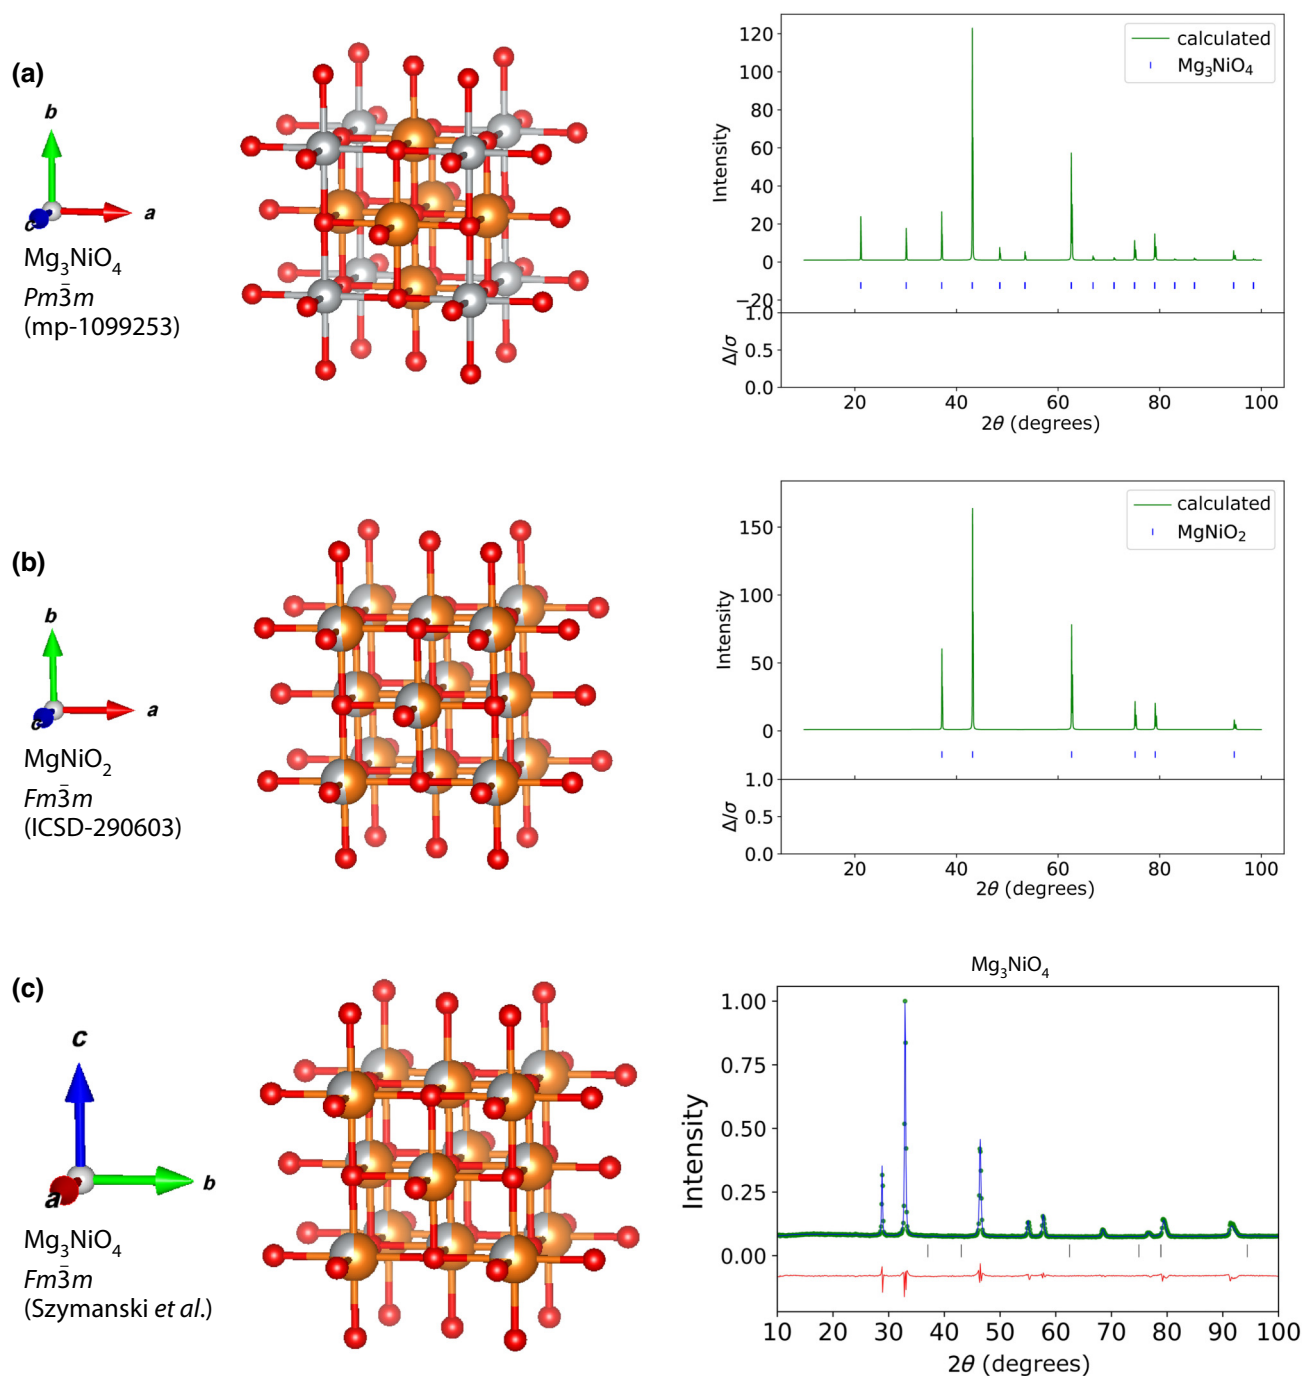 (a)
b
a
c
Mg₃NiO₄
Pm3̄m
(mp-1099253)
120
100
80
60
40
20
0
−20
Intensity
calculated
Mg₃NiO₄
1.0
0.5
0.0
Δ/σ
20 40 60 80 100
2θ (degrees)
(b)
b
a
c
MgNiO₂
Fm3̄m
(ICSD-290603)
150
100
50
0
Intensity
calculated
MgNiO₂
1.0
0.5
0.0
Δ/σ
20 40 60 80 100
2θ (degrees)
(c)
c
b
a
Mg₃NiO₄
Fm3̄m
(Szymanski et al.)
Mg₃NiO₄
1.00
0.75
0.50
0.25
0.00
Intensity
10 20 30 40 50 60 70 80 90 100
2θ (degrees)